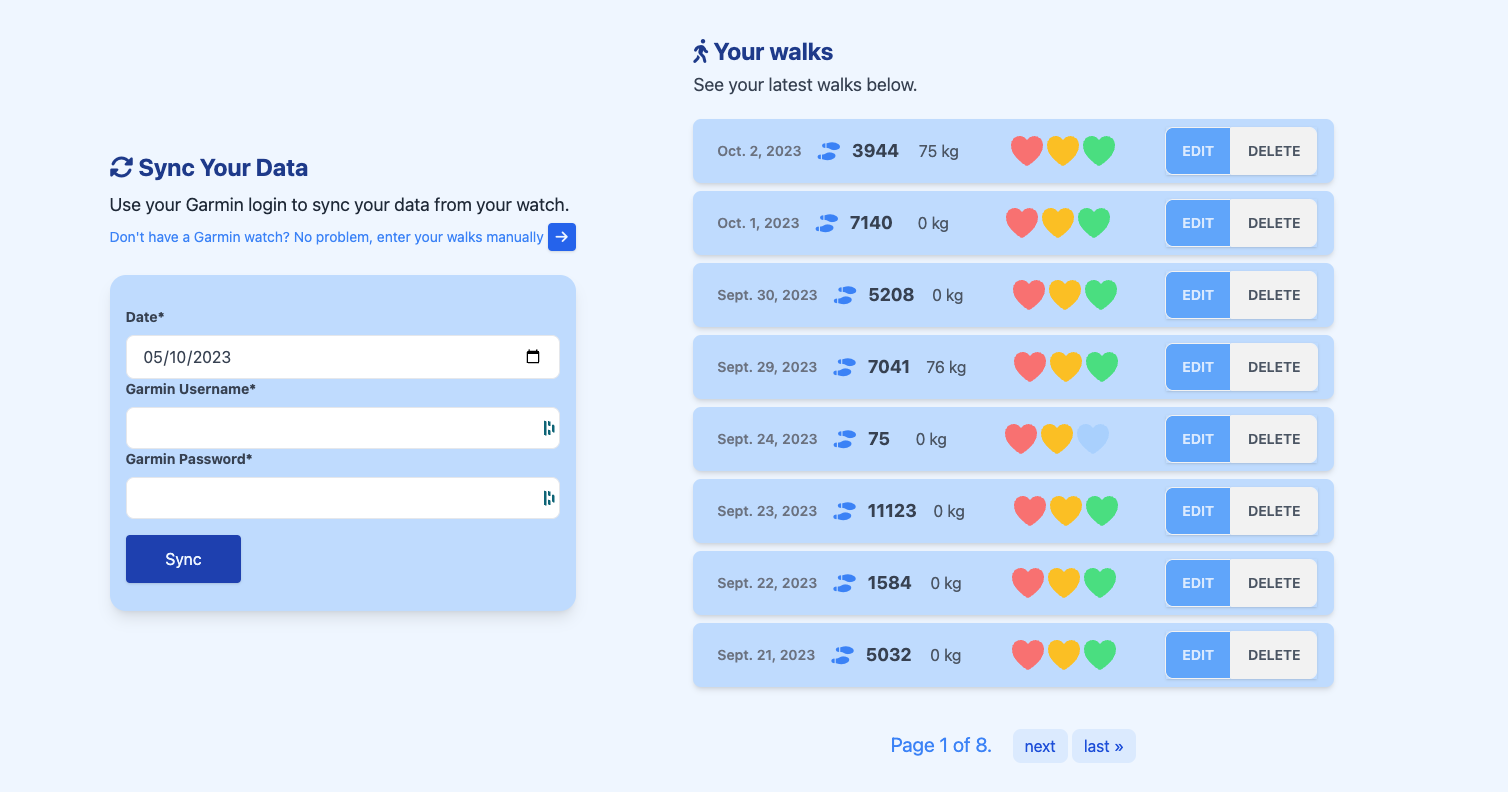 Sync Your Data
Use your Garmin login to sync your data from your watch.
Don't have a Garmin watch? No problem, enter your walks manually
Date*
05/10/2023
Garmin Username*
Garmin Password*
Sync
Your walks
See your latest walks below.
Oct. 2, 2023 3944 75 kg EDIT DELETE
Oct. 1, 2023 7140 0 kg EDIT DELETE
Sept. 30, 2023 5208 0 kg EDIT DELETE
Sept. 29, 2023 7041 76 kg EDIT DELETE
Sept. 24, 2023 75 0 kg EDIT DELETE
Sept. 23, 2023 11123 0 kg EDIT DELETE
Sept. 22, 2023 1584 0 kg EDIT DELETE
Sept. 21, 2023 5032 0 kg EDIT DELETE
Page 1 of 8. next last »